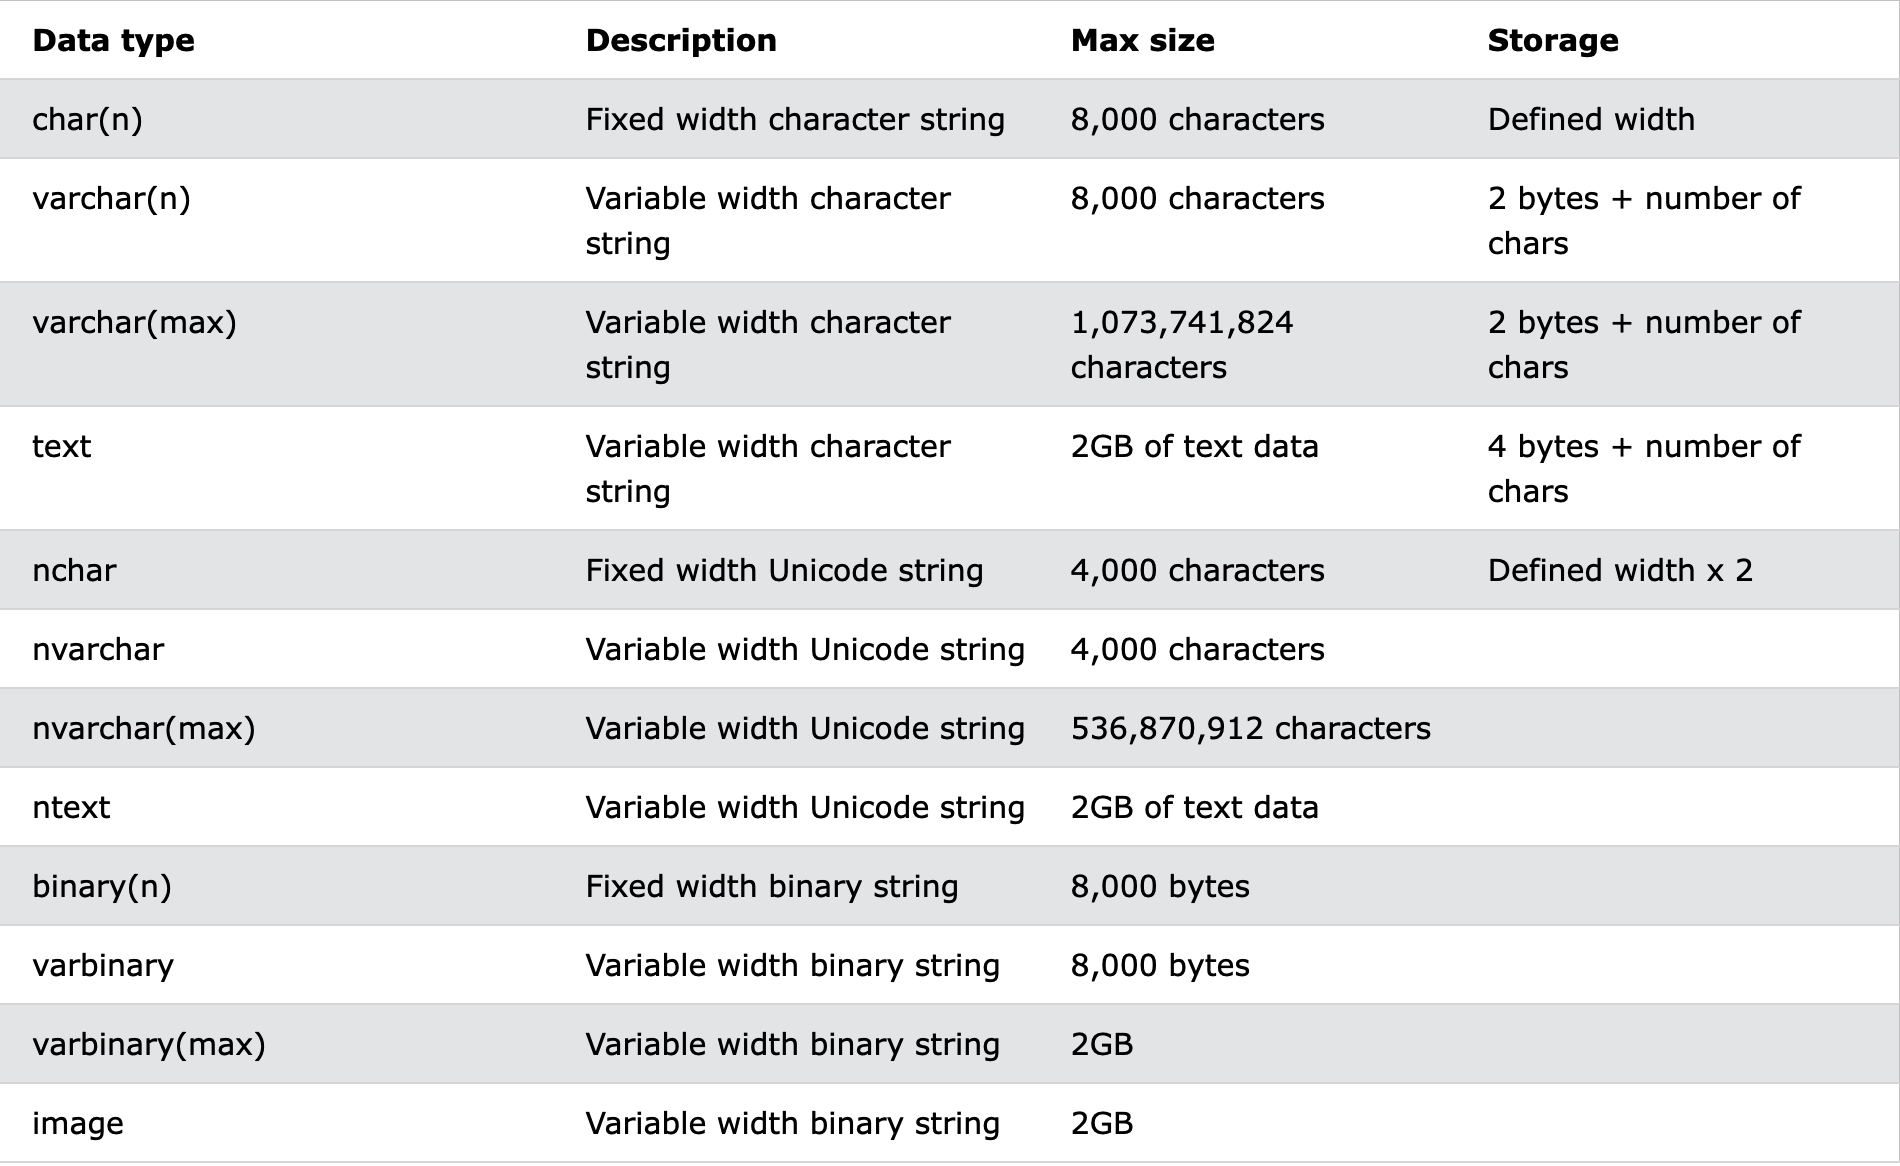 Data type Description Max size Storage
char(n) Fixed width character string 8,000 characters Defined width
varchar(n) Variable width character 8,000 characters 2 bytes + number of
string chars
varchar(max) Variable width character 1,073,741,824 2 bytes + number of
string characters chars
text Variable width character 2GB of text data 4 bytes + number of
string chars
nchar Fixed width Unicode string 4,000 characters Defined width x 2
nvarchar Variable width Unicode string 4,000 characters
nvarchar(max) Variable width Unicode string 536,870,912 characters
ntext Variable width Unicode string 2GB of text data
binary(n) Fixed width binary string 8,000 bytes
varbinary Variable width binary string 8,000 bytes
varbinary(max) Variable width binary string 2GB
image Variable width binary string 2GB